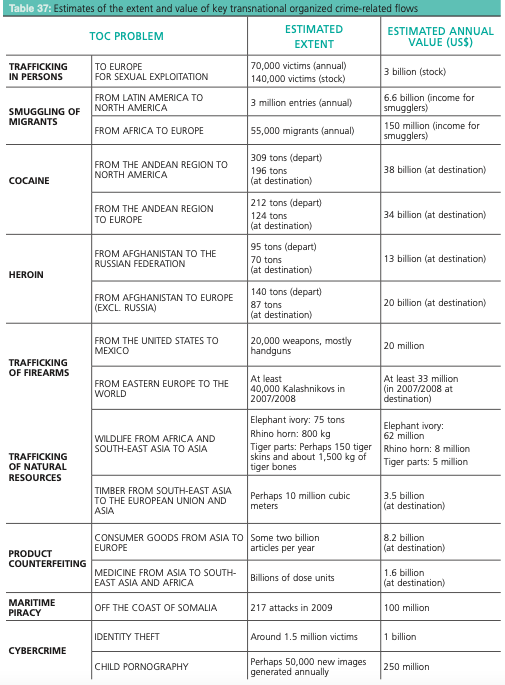 Table 37: Estimates of the extent and value of key transnational organized crime-related flows
TOC PROBLEM
ESTIMATED
EXTENT
ESTIMATED ANNUAL
VALUE (US$)
TRAFFICKING
IN PERSONS
TO EUROPE
FOR SEXUAL EXPLOITATION
70,000 victims (annual)
140,000 victims (stock)
3 billion (stock)
SMUGGLING OF
MIGRANTS
FROM LATIN AMERICA TO
NORTH AMERICA
3 million entries (annual)
6.6 billion (income for
smugglers)
FROM AFRICA TO EUROPE
55,000 migrants (annual)
150 million (income for
smugglers)
COCAINE
FROM THE ANDEAN REGION TO
NORTH AMERICA
309 tons (depart)
196 tons
(at destination)
38 billion (at destination)
FROM THE ANDEAN REGION
TO EUROPE
212 tons (depart)
124 tons
(at destination)
34 billion (at destination)
HEROIN
FROM AFGHANISTAN TO THE
RUSSIAN FEDERATION
95 tons (depart)
70 tons
(at destination)
13 billion (at destination)
FROM AFGHANISTAN TO EUROPE
(EXCL. RUSSIA)
140 tons (depart)
87 tons
(at destination)
20 billion (at destination)
TRAFFICKING
OF FIREARMS
FROM THE UNITED STATES TO
MEXICO
20,000 weapons, mostly
handguns
20 million
FROM EASTERN EUROPE TO THE
WORLD
At least
40,000 Kalashnikovs in
2007/2008
At least 33 million
(in 2007/2008 at
destination)
TRAFFICKING
OF NATURAL
RESOURCES
WILDLIFE FROM AFRICA AND
SOUTH-EAST ASIA TO ASIA
Elephant ivory: 75 tons
Rhino horn: 800 kg
Tiger parts: Perhaps 150 tiger
skins and about 1,500 kg of
tiger bones
Elephant ivory:
62 million
Rhino horn: 8 million
Tiger parts: 5 million
TIMBER FROM SOUTH-EAST ASIA
TO THE EUROPEAN UNION AND
ASIA
Perhaps 10 million cubic
meters
3.5 billion
(at destination)
PRODUCT
COUNTERFEITING
CONSUMER GOODS FROM ASIA TO
EUROPE
Some two billion
articles per year
8.2 billion
(at destination)
MEDICINE FROM ASIA TO SOUTH-
EAST ASIA AND AFRICA
Billions of dose units
1.6 billion
(at destination)
MARITIME
PIRACY
OFF THE COAST OF SOMALIA
217 attacks in 2009
100 million
CYBERCRIME
IDENTITY THEFT
Around 1.5 million victims
1 billion
CHILD PORNOGRAPHY
Perhaps 50,000 new images
generated annually
250 million